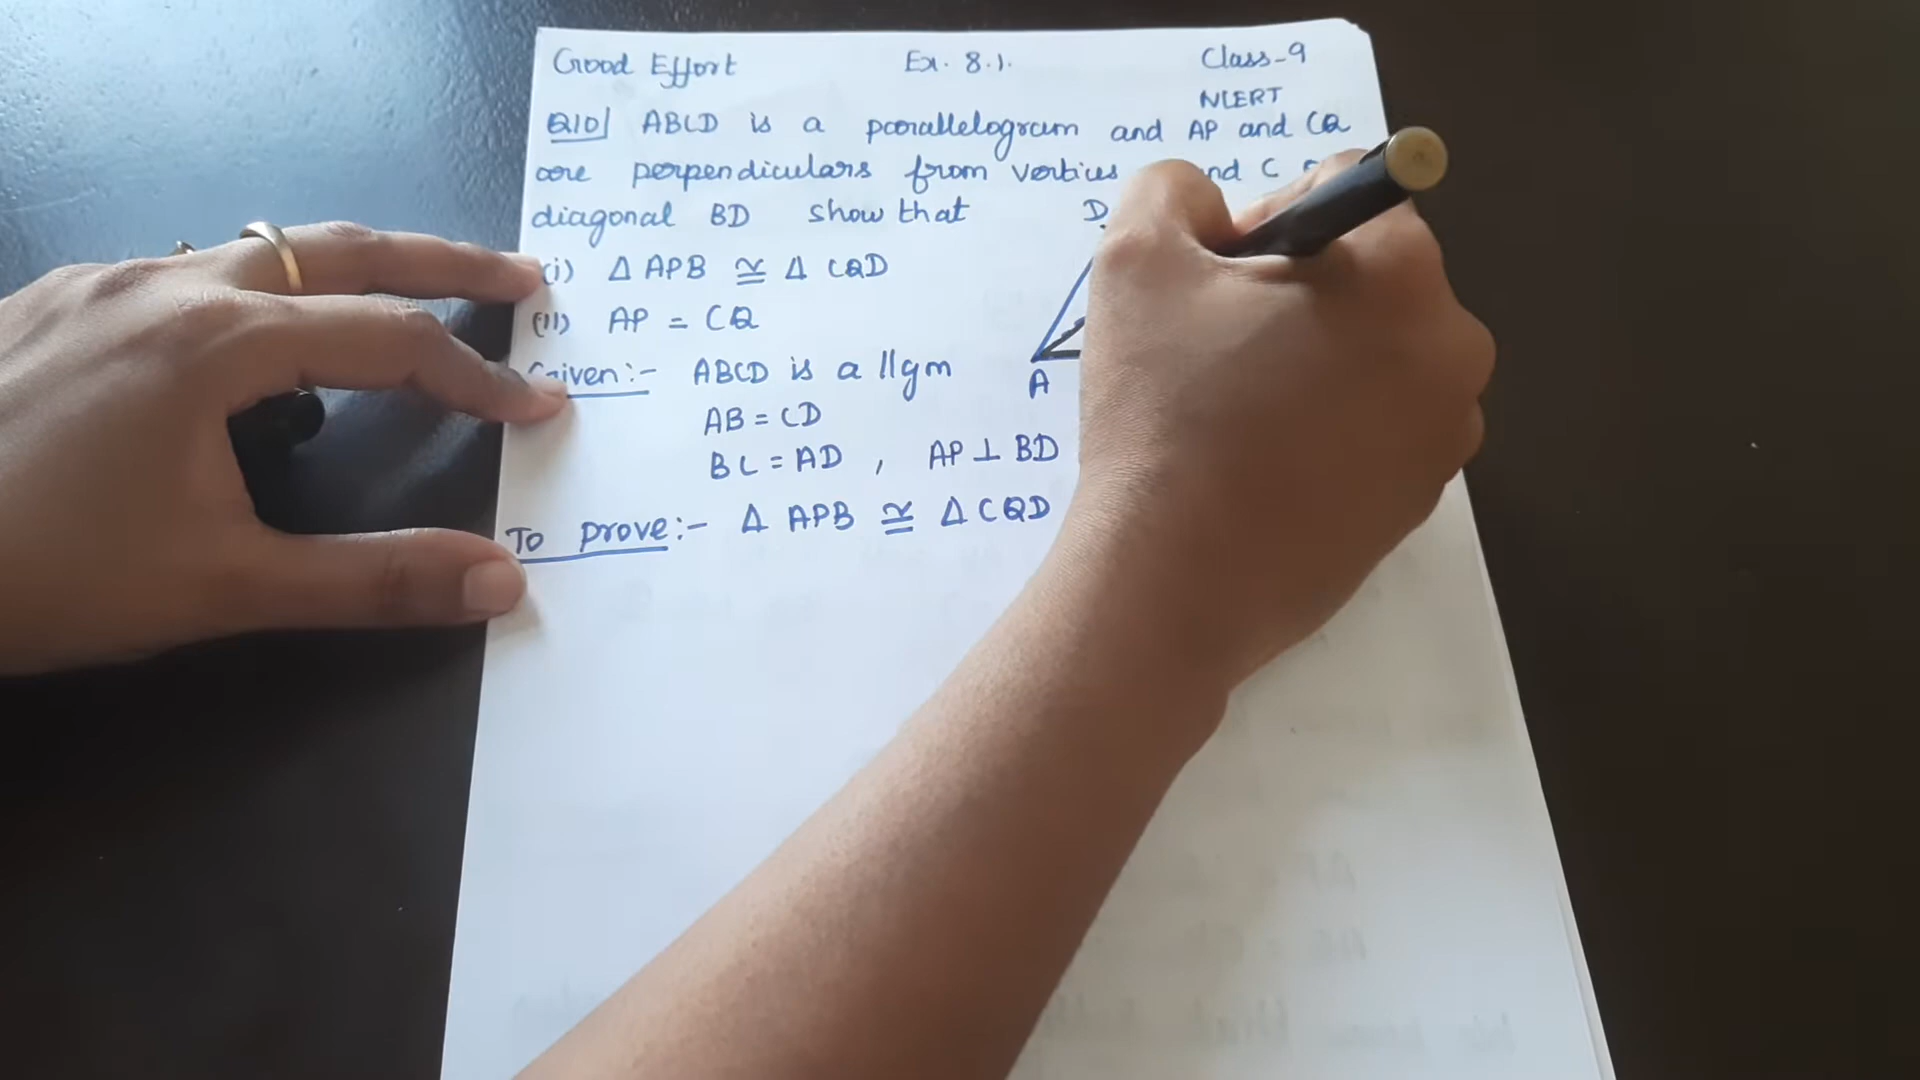 Good Effort Ex. 8.1. Class-9
NCERT
Q10| ABCD is a parallelogram and AP and CQ
are perpendiculars from vertices nd C
diagonal BD show that
D
(i) Δ APB ≅ Δ CQD
(ii) AP = CQ
Given:- ABCD is a llgm
A
AB = CD
BC = AD , AP ⊥ BD
To prove:- Δ APB ≅ Δ CQD